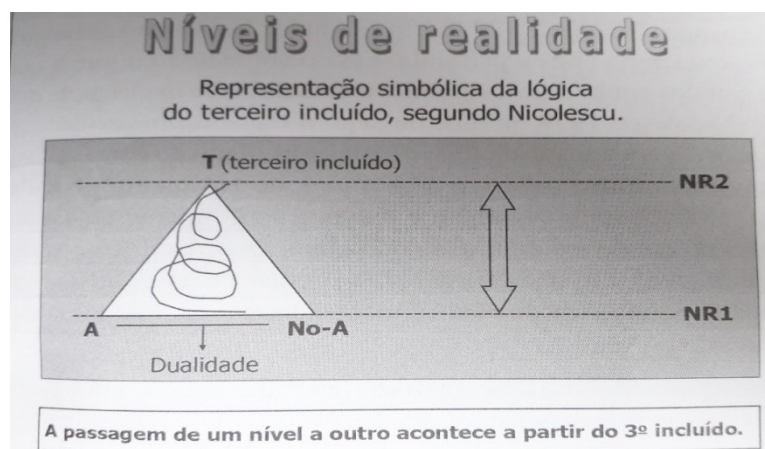 Níveis de realidade
Representação simbólica da lógica
do terceiro incluído, segundo Nicolescu.
T (terceiro incluído)
NR2
A
No-A
NR1
Dualidade
A passagem de um nível a outro acontece a partir do 3º incluído.